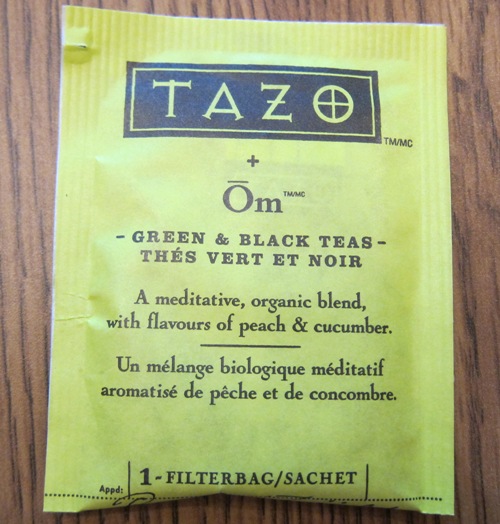 TAZO
TM/MC
+
Ōm TM/MC
- GREEN & BLACK TEAS -
THÉS VERT ET NOIR
A meditative, organic blend,
with flavours of peach & cucumber.
Un mélange biologique méditatif
aromatisé de pêche et de concombre.
Appd: 1 - FILTERBAG/SACHET